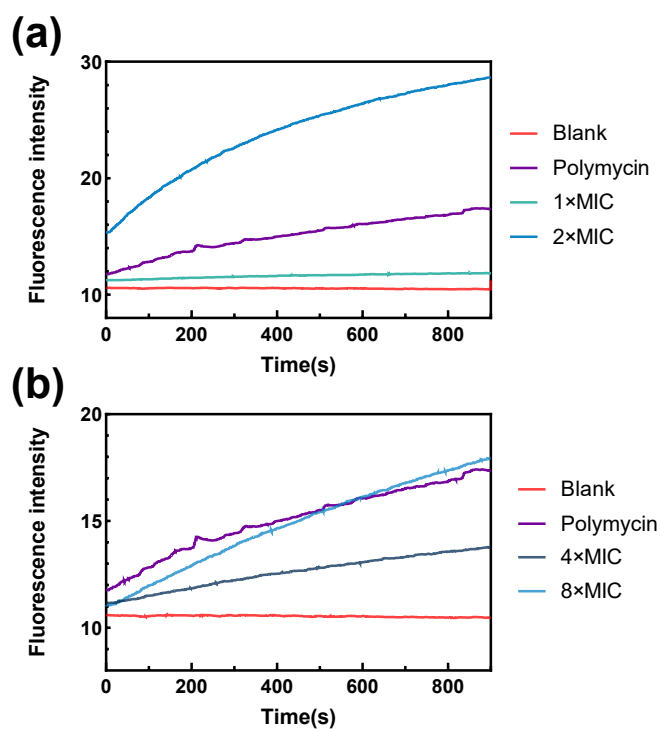 (a)
Fluorescence intensity
30
20
10
0
200
400
600
800
Time(s)
Blank
Polymycin
1×MIC
2×MIC
(b)
Fluorescence intensity
20
15
10
0
200
400
600
800
Time(s)
Blank
Polymycin
4×MIC
8×MIC